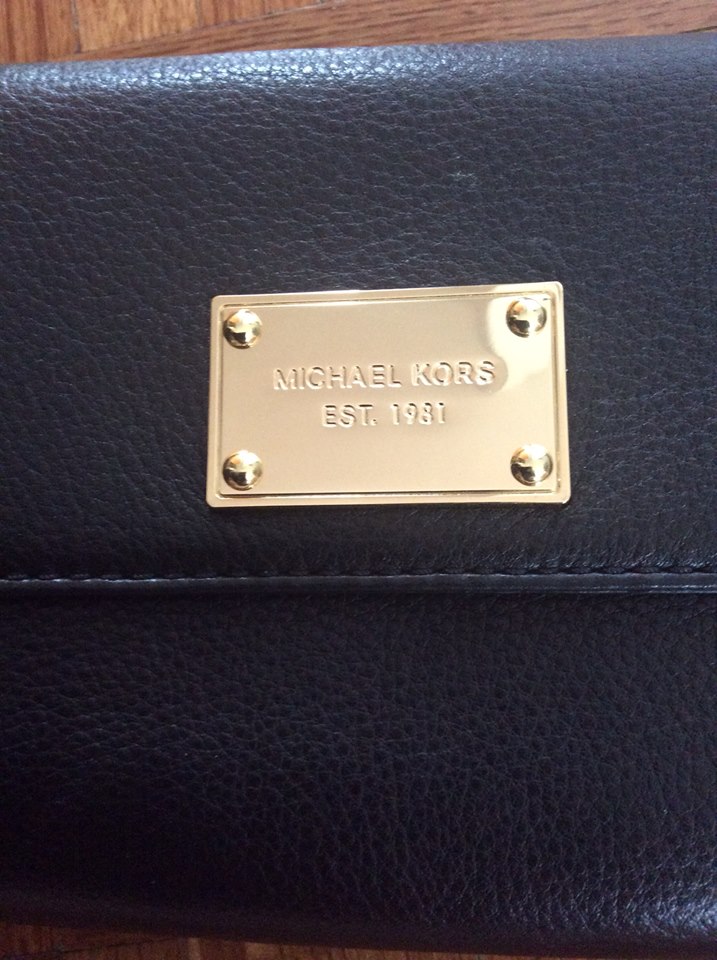 MICHAEL KORS
EST. 1981